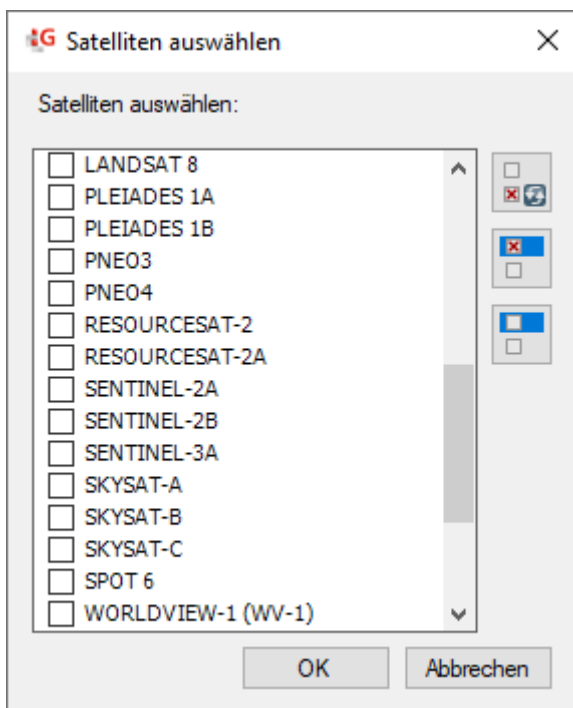 G Satelliten auswählen
Satelliten auswählen:
LANDSAT 8
PLEIADES 1A
PLEIADES 1B
PNEO3
PNEO4
RESOURCESAT-2
RESOURCESAT-2A
SENTINEL-2A
SENTINEL-2B
SENTINEL-3A
SKYSAT-A
SKYSAT-B
SKYSAT-C
SPOT 6
WORLDVIEW-1 (WV-1)
OK Abbrechen